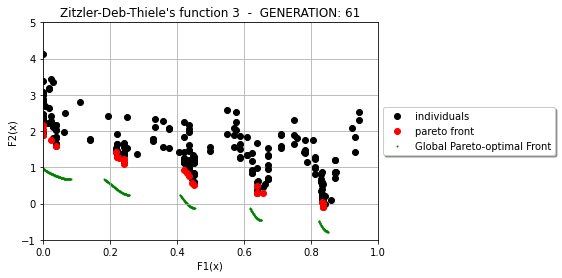 Zitzler-Deb-Thiele's function 3 - GENERATION: 61
5
4
3
2
1
0
−1
F2(x)
0.0 0.2 0.4 0.6 0.8 1.0
F1(x)
individuals
pareto front
Global Pareto-optimal Front